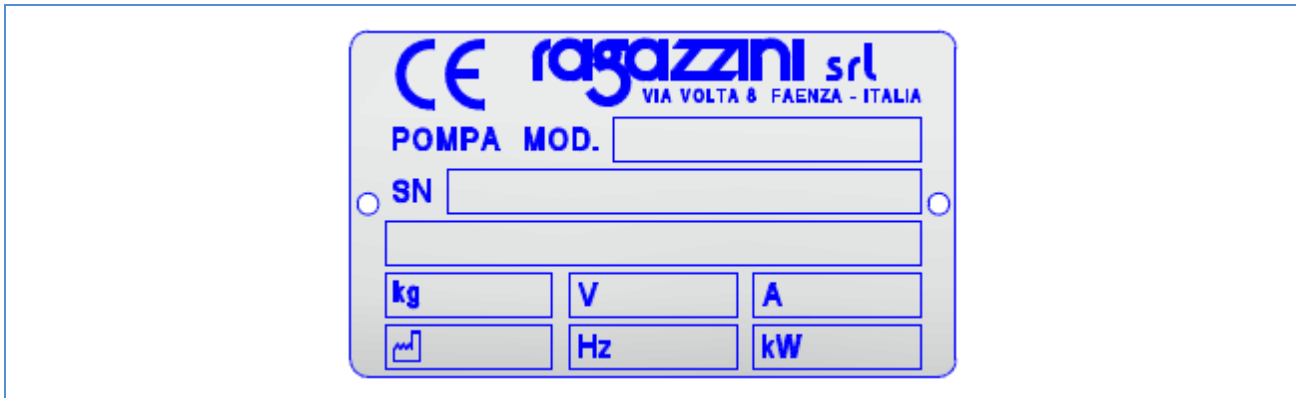 CE ragazzini srl
VIA VOLTA 8 FAENZA - ITALIA
POMPA MOD.
SN
kg V A
Hz kW